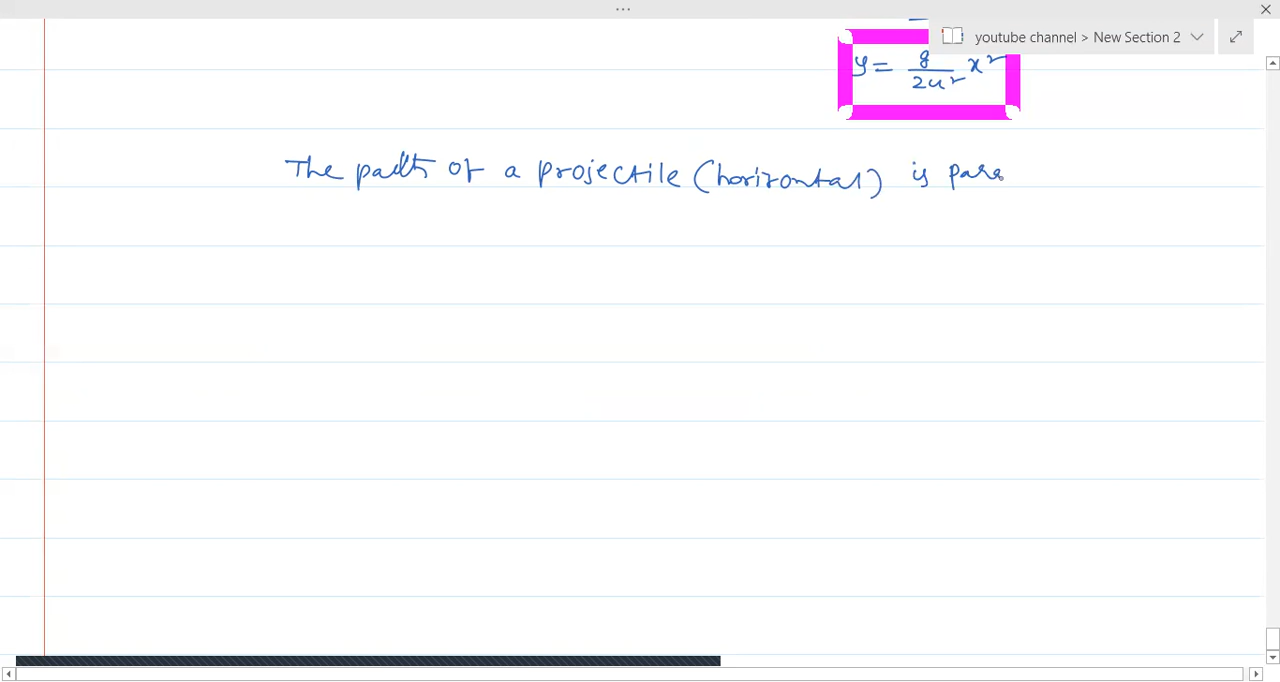 youtube channel > New Section 2
y = g/2u² x²
The path of a projectile (horizontal) is para